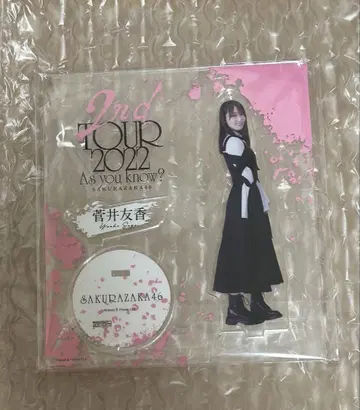 2nd
TOUR
2022
As you know?
SAKURAZAKA46
菅井友香
SAKURAZAKA46